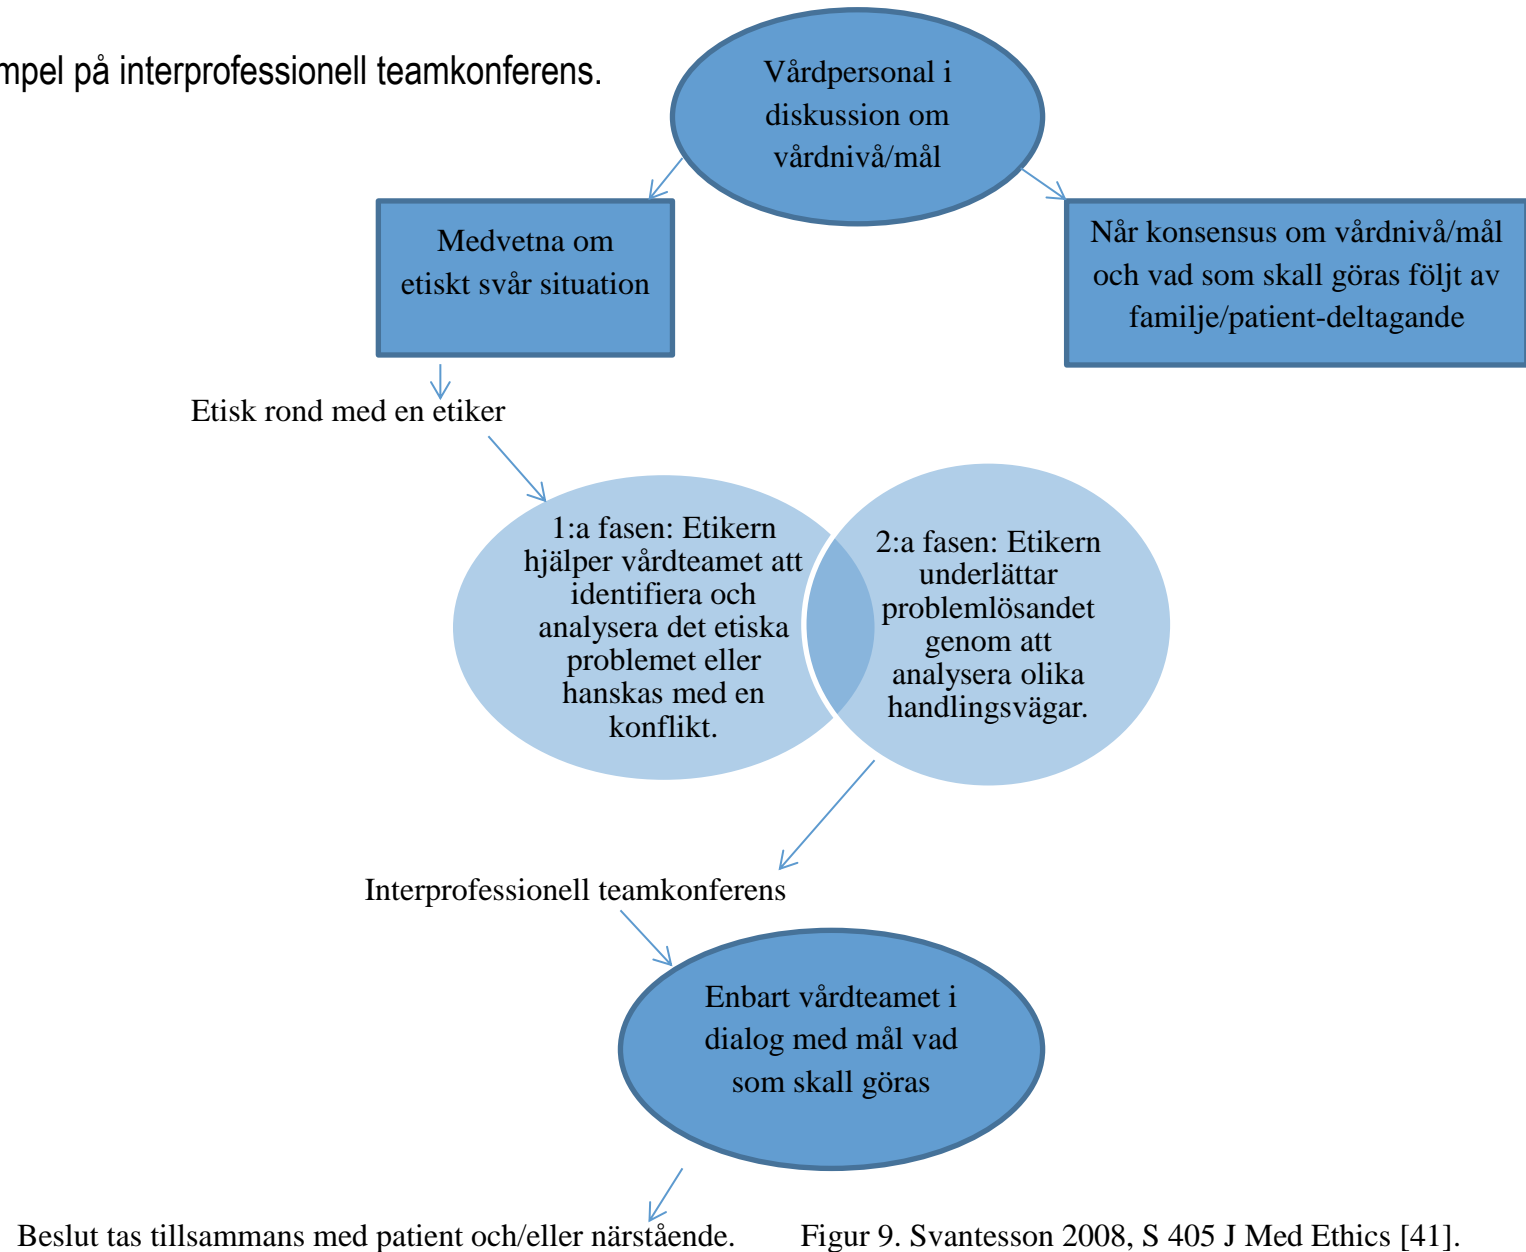 mpel på interprofessionell teamkonferens.
Vårdpersonal i
diskussion om
vårdnivå/mål
Medvetna om
etiskt svår situation
Når konsensus om vårdnivå/mål
och vad som skall göras följt av
familje/patient-deltagande
Etisk rond med en etiker
1:a fasen: Etikern
hjälper vårdteamet att
identifiera och
analysera det etiska
problemet eller
hanskas med en
konflikt.
2:a fasen: Etikern
underlättar
problemlösandet
genom att
analysera olika
handlingsvägar.
Interprofessionell teamkonferens
Enbart vårdteamet i
dialog med mål vad
som skall göras
Beslut tas tillsammans med patient och/eller närstående.
Figur 9. Svantesson 2008, S 405 J Med Ethics [41].